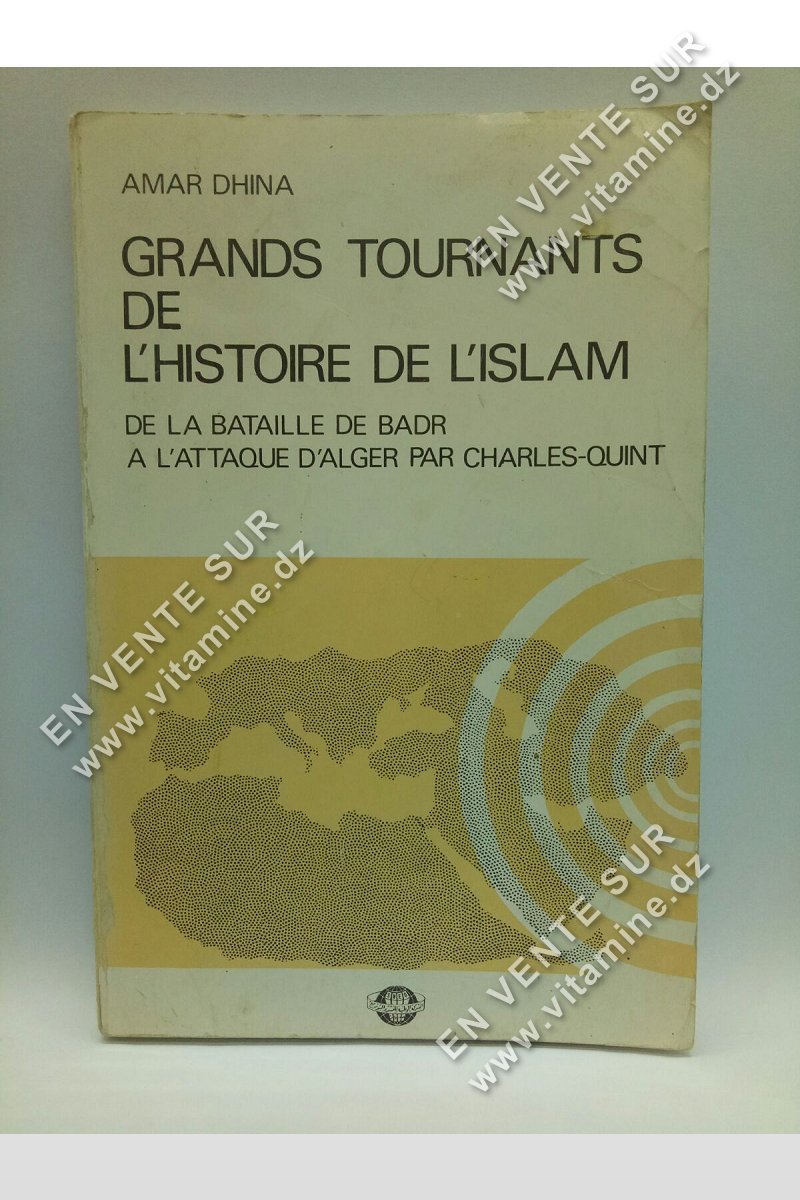 AMAR DHINA
GRANDS TOURNANTS
DE
L'HISTOIRE DE L'ISLAM
DE LA BATAILLE DE BADR
A L'ATTAQUE D'ALGER PAR CHARLES-QUINT
EN VENTE SUR
www.vitamine.dz
EN VENTE SUR
www.vitamine.dz
EN VENTE SUR
www.vitamine.dz